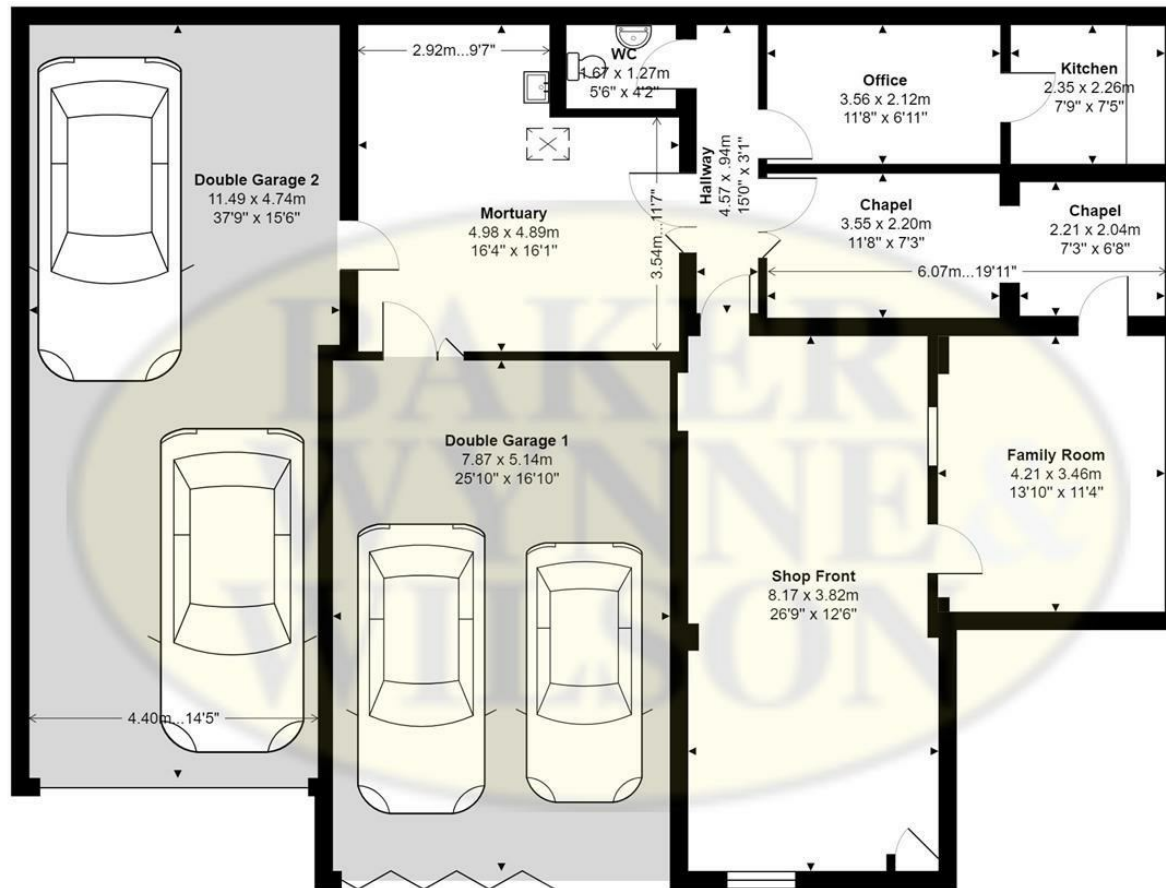 2.92m...9'7"
WC
1.67 x 1.27m
5'6" x 4'2"
Office
3.56 x 2.12m
11'8" x 6'11"
Kitchen
2.35 x 2.26m
7'9" x 7'5"
Double Garage 2
11.49 x 4.74m
37'9" x 15'6"
Mortuary
4.98 x 4.89m
16'4" x 16'1"
3.54m...11'7"
Hallway
4.57 x .94m
15'0" x 3'1"
Chapel
3.55 x 2.20m
11'8" x 7'3"
Chapel
2.21 x 2.04m
7'3" x 6'8"
6.07m...19'11"
Double Garage 1
7.87 x 5.14m
25'10" x 16'10"
Family Room
4.21 x 3.46m
13'10" x 11'4"
Shop Front
8.17 x 3.82m
26'9" x 12'6"
4.40m...14'5"
BAKER
WYNNE &
WILSON